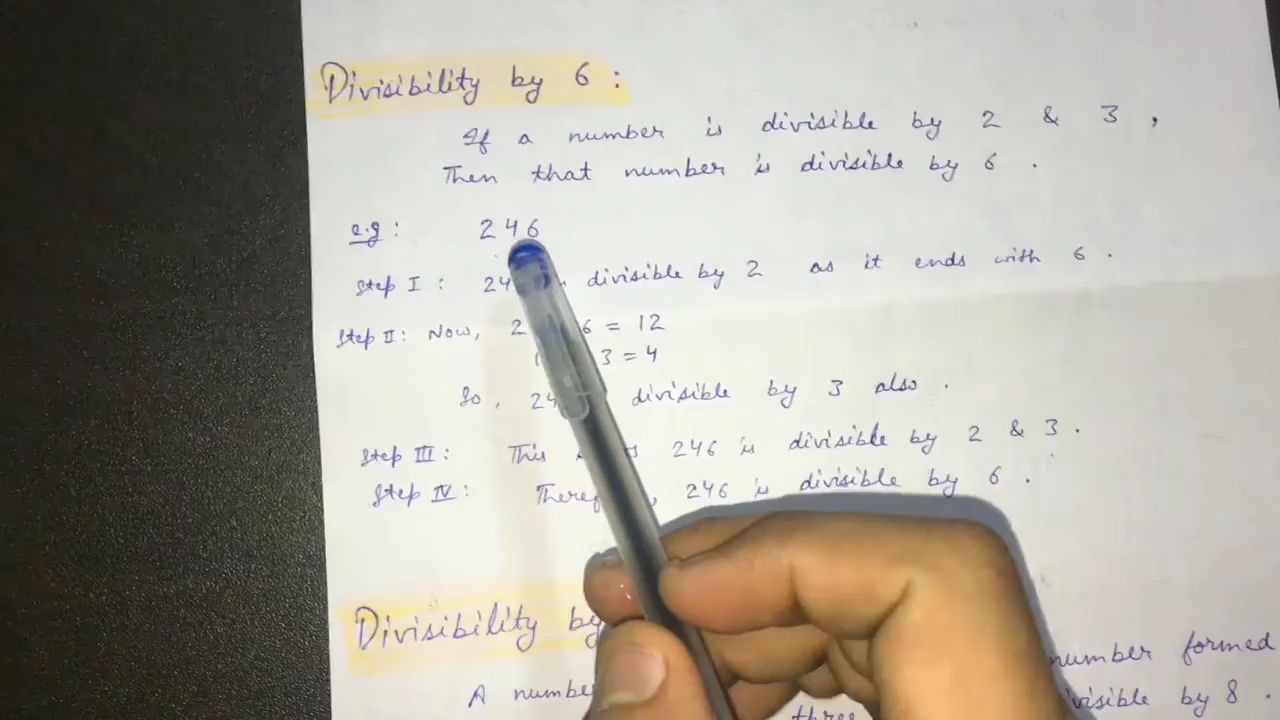 Divisibility by 6 :
If a number is divisible by 2 & 3 ,
Then that number is divisible by 6 .
e.g : 246
Step I : 24 divisible by 2 as it ends with 6 .
Step II : Now, 2 6 = 12
3 = 4
So , 24 divisible by 3 also .
Step III : This 246 is divisible by 2 & 3 .
Step IV : 246 is divisible by 6 .
Divisibility by
A number formed
three divisible by 8 .